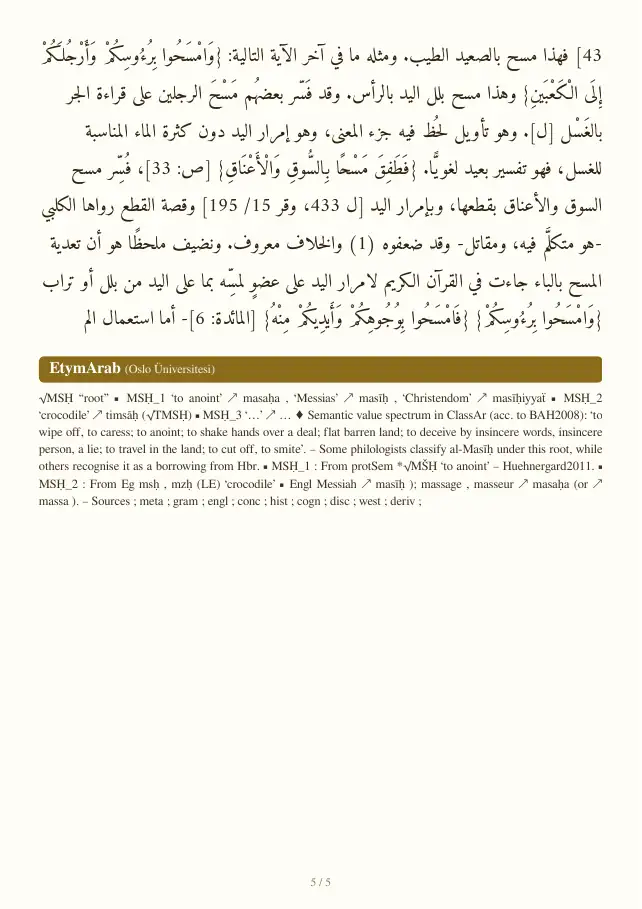 43] فهذا مسح بالصعيد الطيب. ومثله ما في آخر الآية التالية: {وَامْسَحُوا بِرُءُوسِكُمْ وَأَرْجُلَكُمْ
إِلَى الْكَعْبَيْنِ} وهذا مسح بلل اليد بالرأس. وقد فَسّر بعضهُم مَسْحَ الرجلين على قراءة الجر
بالغَسْل [ل]. وهو تأويل لحُظ فيه جزء المعنى، وهو إمرار اليد دون كثرة الماء المناسبة
للغسل، فهو تفسير بعيد لغويًّا. {فَطَفِقَ مَسْحًا بِالسُّوقِ وَالْأَعْنَاقِ} [ص: 33]، فُسِّر مسح
السوق والأعناق بقطعها، وبإمرار اليد [ل 433، وقر 15/ 195] وقصة القطع رواها الكلبي
-هو متكلَّم فيه، ومقاتل- وقد ضعفوه (1) والخلاف معروف. ونضيف ملحظًا هو أن تعدية
المسح بالباء جاءت في القرآن الكريم لامرار اليد على عضوٍ لمسِّه بما على اليد من بلل أو تراب
{وَامْسَحُوا بِرُءُوسِكُمْ} {فَامْسَحُوا بِوُجُوهِكُمْ وَأَيدِيكُمْ مِنْهُ} [المائدة: 6]- أما استعمال الم
EtymArab (Oslo Üniversitesi)
√MSḤ “root” ▪ MSḤ_1 ‘to anoint’ ↗ masaḥa , ‘Messias’ ↗ masīḥ , ‘Christendom’ ↗ masīḥiyyaẗ ▪ MSḤ_2
‘crocodile’ ↗ timsāḥ (√TMSḤ) ▪ MSḤ_3 ‘…’ ↗ … ♦ Semantic value spectrum in ClassAr (acc. to BAH2008): ‘to
wipe off, to caress; to anoint; to shake hands over a deal; flat barren land; to deceive by insincere words, insincere
person, a lie; to travel in the land; to cut off, to smite’. – Some philologists classify al-Masīḥ under this root, while
others recognise it as a borrowing from Hbr. ▪ MSḤ_1 : From protSem *√MŠḤ ‘to anoint’ – Huehnergard2011. ▪
MSḤ_2 : From Eg msḥ , mzḥ (LE) ‘crocodile’ ▪ Engl Messiah ↗ masīḥ ); massage , masseur ↗ masaḥa (or ↗
massa ). – Sources ; meta ; gram ; engl ; conc ; hist ; cogn ; disc ; west ; deriv ;
5 / 5